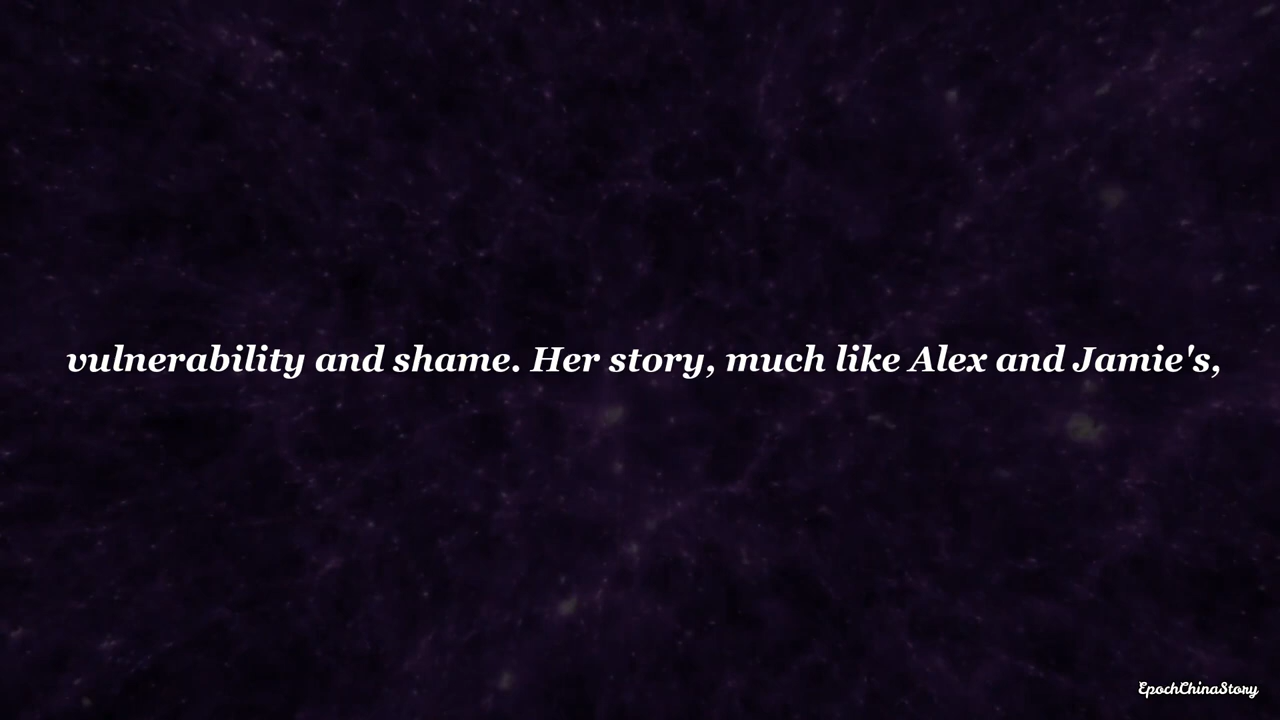 vulnerability and shame. Her story, much like Alex and Jamie's,
EpochChinaStory